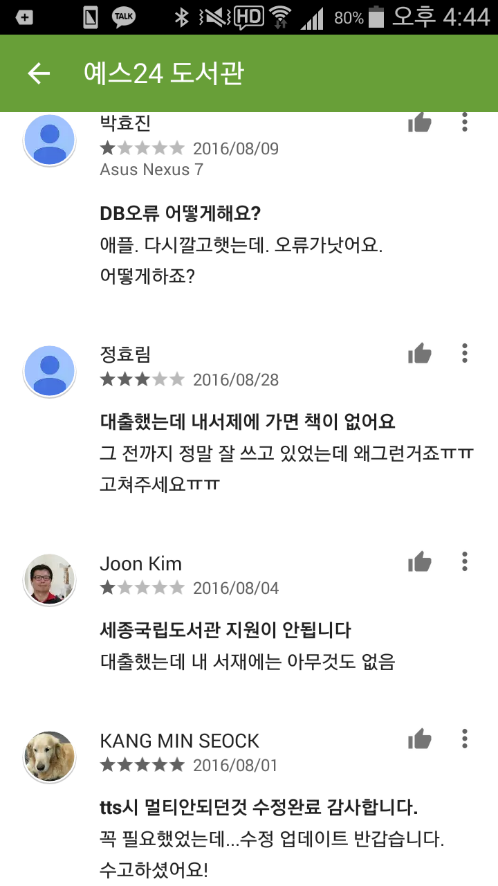 TALK HD 80% 오후 4:44
예스24 도서관
박효진
2016/08/09
Asus Nexus 7
DB오류 어떻게해요?
애플. 다시깔고햇는데. 오류가낫어요.
어떻게하죠?
정효림
2016/08/28
대출했는데 내서제에 가면 책이 없어요
그 전까지 정말 잘 쓰고 있었는데 왜그런거죠ㅠㅠ
고쳐주세요ㅠㅠ
Joon Kim
2016/08/04
세종국립도서관 지원이 안됩니다
대출했는데 내 서재에는 아무것도 없음
KANG MIN SEOCK
2016/08/01
tts시 멀티안되던것 수정완료 감사합니다.
꼭 필요했었는데...수정 업데이트 반갑습니다.
수고하셨어요!